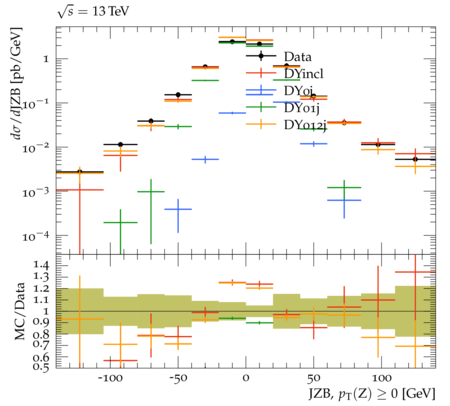 √s = 13 TeV
dσ/dJZB [pb/GeV]
1
10⁻¹
10⁻²
10⁻³
10⁻⁴
Data
DYincl
DY0j
DY01j
DY012j
MC/Data
1.4
1.3
1.2
1.1
1
0.9
0.8
0.7
0.6
0.5
-100 -50 0 50 100
JZB, p_T(Z) ≥ 0 [GeV]